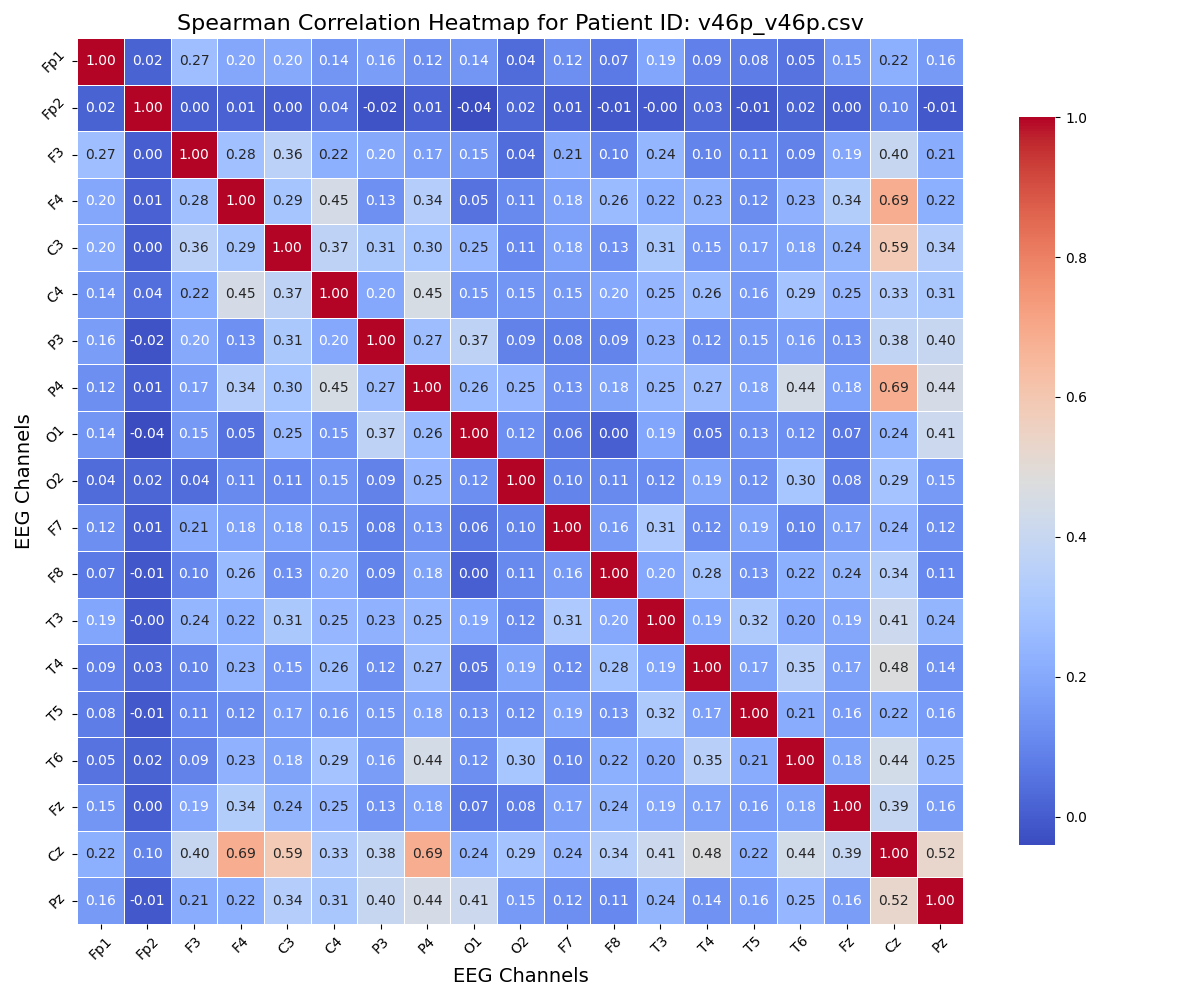 Spearman Correlation Heatmap for Patient ID: v46p_v46p.csv
Fp1 1.00 0.02 0.27 0.20 0.20 0.14 0.16 0.12 0.14 0.04 0.12 0.07 0.19 0.09 0.08 0.05 0.15 0.22 0.16
Fp2 0.02 1.00 0.00 0.01 0.00 0.04 -0.02 0.01 -0.04 0.02 0.01 -0.01 -0.00 0.03 -0.01 0.02 0.00 0.10 -0.01
F3 0.27 0.00 1.00 0.28 0.36 0.22 0.20 0.17 0.15 0.04 0.21 0.10 0.24 0.10 0.11 0.09 0.19 0.40 0.21
F4 0.20 0.01 0.28 1.00 0.29 0.45 0.13 0.34 0.05 0.11 0.18 0.26 0.22 0.23 0.12 0.23 0.34 0.69 0.22
C3 0.20 0.00 0.36 0.29 1.00 0.37 0.31 0.30 0.25 0.11 0.18 0.13 0.31 0.15 0.17 0.18 0.24 0.59 0.34
C4 0.14 0.04 0.22 0.45 0.37 1.00 0.20 0.45 0.15 0.15 0.15 0.20 0.25 0.26 0.16 0.29 0.25 0.33 0.31
P3 0.16 -0.02 0.20 0.13 0.31 0.20 1.00 0.27 0.37 0.09 0.08 0.09 0.23 0.12 0.15 0.16 0.13 0.38 0.40
P4 0.12 0.01 0.17 0.34 0.30 0.45 0.27 1.00 0.26 0.25 0.13 0.18 0.25 0.27 0.18 0.44 0.18 0.69 0.44
O1 0.14 -0.04 0.15 0.05 0.25 0.15 0.37 0.26 1.00 0.12 0.06 0.00 0.19 0.05 0.13 0.12 0.07 0.24 0.41
O2 0.04 0.02 0.04 0.11 0.11 0.15 0.09 0.25 0.12 1.00 0.10 0.11 0.12 0.19 0.12 0.30 0.08 0.29 0.15
F7 0.12 0.01 0.21 0.18 0.18 0.15 0.08 0.13 0.06 0.10 1.00 0.16 0.31 0.12 0.19 0.10 0.17 0.24 0.12
F8 0.07 -0.01 0.10 0.26 0.13 0.20 0.09 0.18 0.00 0.11 0.16 1.00 0.20 0.28 0.13 0.22 0.24 0.34 0.11
T3 0.19 -0.00 0.24 0.22 0.31 0.25 0.23 0.25 0.19 0.12 0.31 0.20 1.00 0.19 0.32 0.20 0.19 0.41 0.24
T4 0.09 0.03 0.10 0.23 0.15 0.26 0.12 0.27 0.05 0.19 0.12 0.28 0.19 1.00 0.17 0.35 0.17 0.48 0.14
T5 0.08 -0.01 0.11 0.12 0.17 0.16 0.15 0.18 0.13 0.12 0.19 0.13 0.32 0.17 1.00 0.21 0.16 0.22 0.16
T6 0.05 0.02 0.09 0.23 0.18 0.29 0.16 0.44 0.12 0.30 0.10 0.22 0.20 0.35 0.21 1.00 0.18 0.44 0.25
Fz 0.15 0.00 0.19 0.34 0.24 0.25 0.13 0.18 0.07 0.08 0.17 0.24 0.19 0.17 0.16 0.18 1.00 0.39 0.16
Cz 0.22 0.10 0.40 0.69 0.59 0.33 0.38 0.69 0.24 0.29 0.24 0.34 0.41 0.48 0.22 0.44 0.39 1.00 0.52
Pz 0.16 -0.01 0.21 0.22 0.34 0.31 0.40 0.44 0.41 0.15 0.12 0.11 0.24 0.14 0.16 0.25 0.16 0.52 1.00
Fp1 Fp2 F3 F4 C3 C4 P3 P4 O1 O2 F7 F8 T3 T4 T5 T6 Fz Cz Pz
EEG Channels
EEG Channels
1.0
0.8
0.6
0.4
0.2
0.0